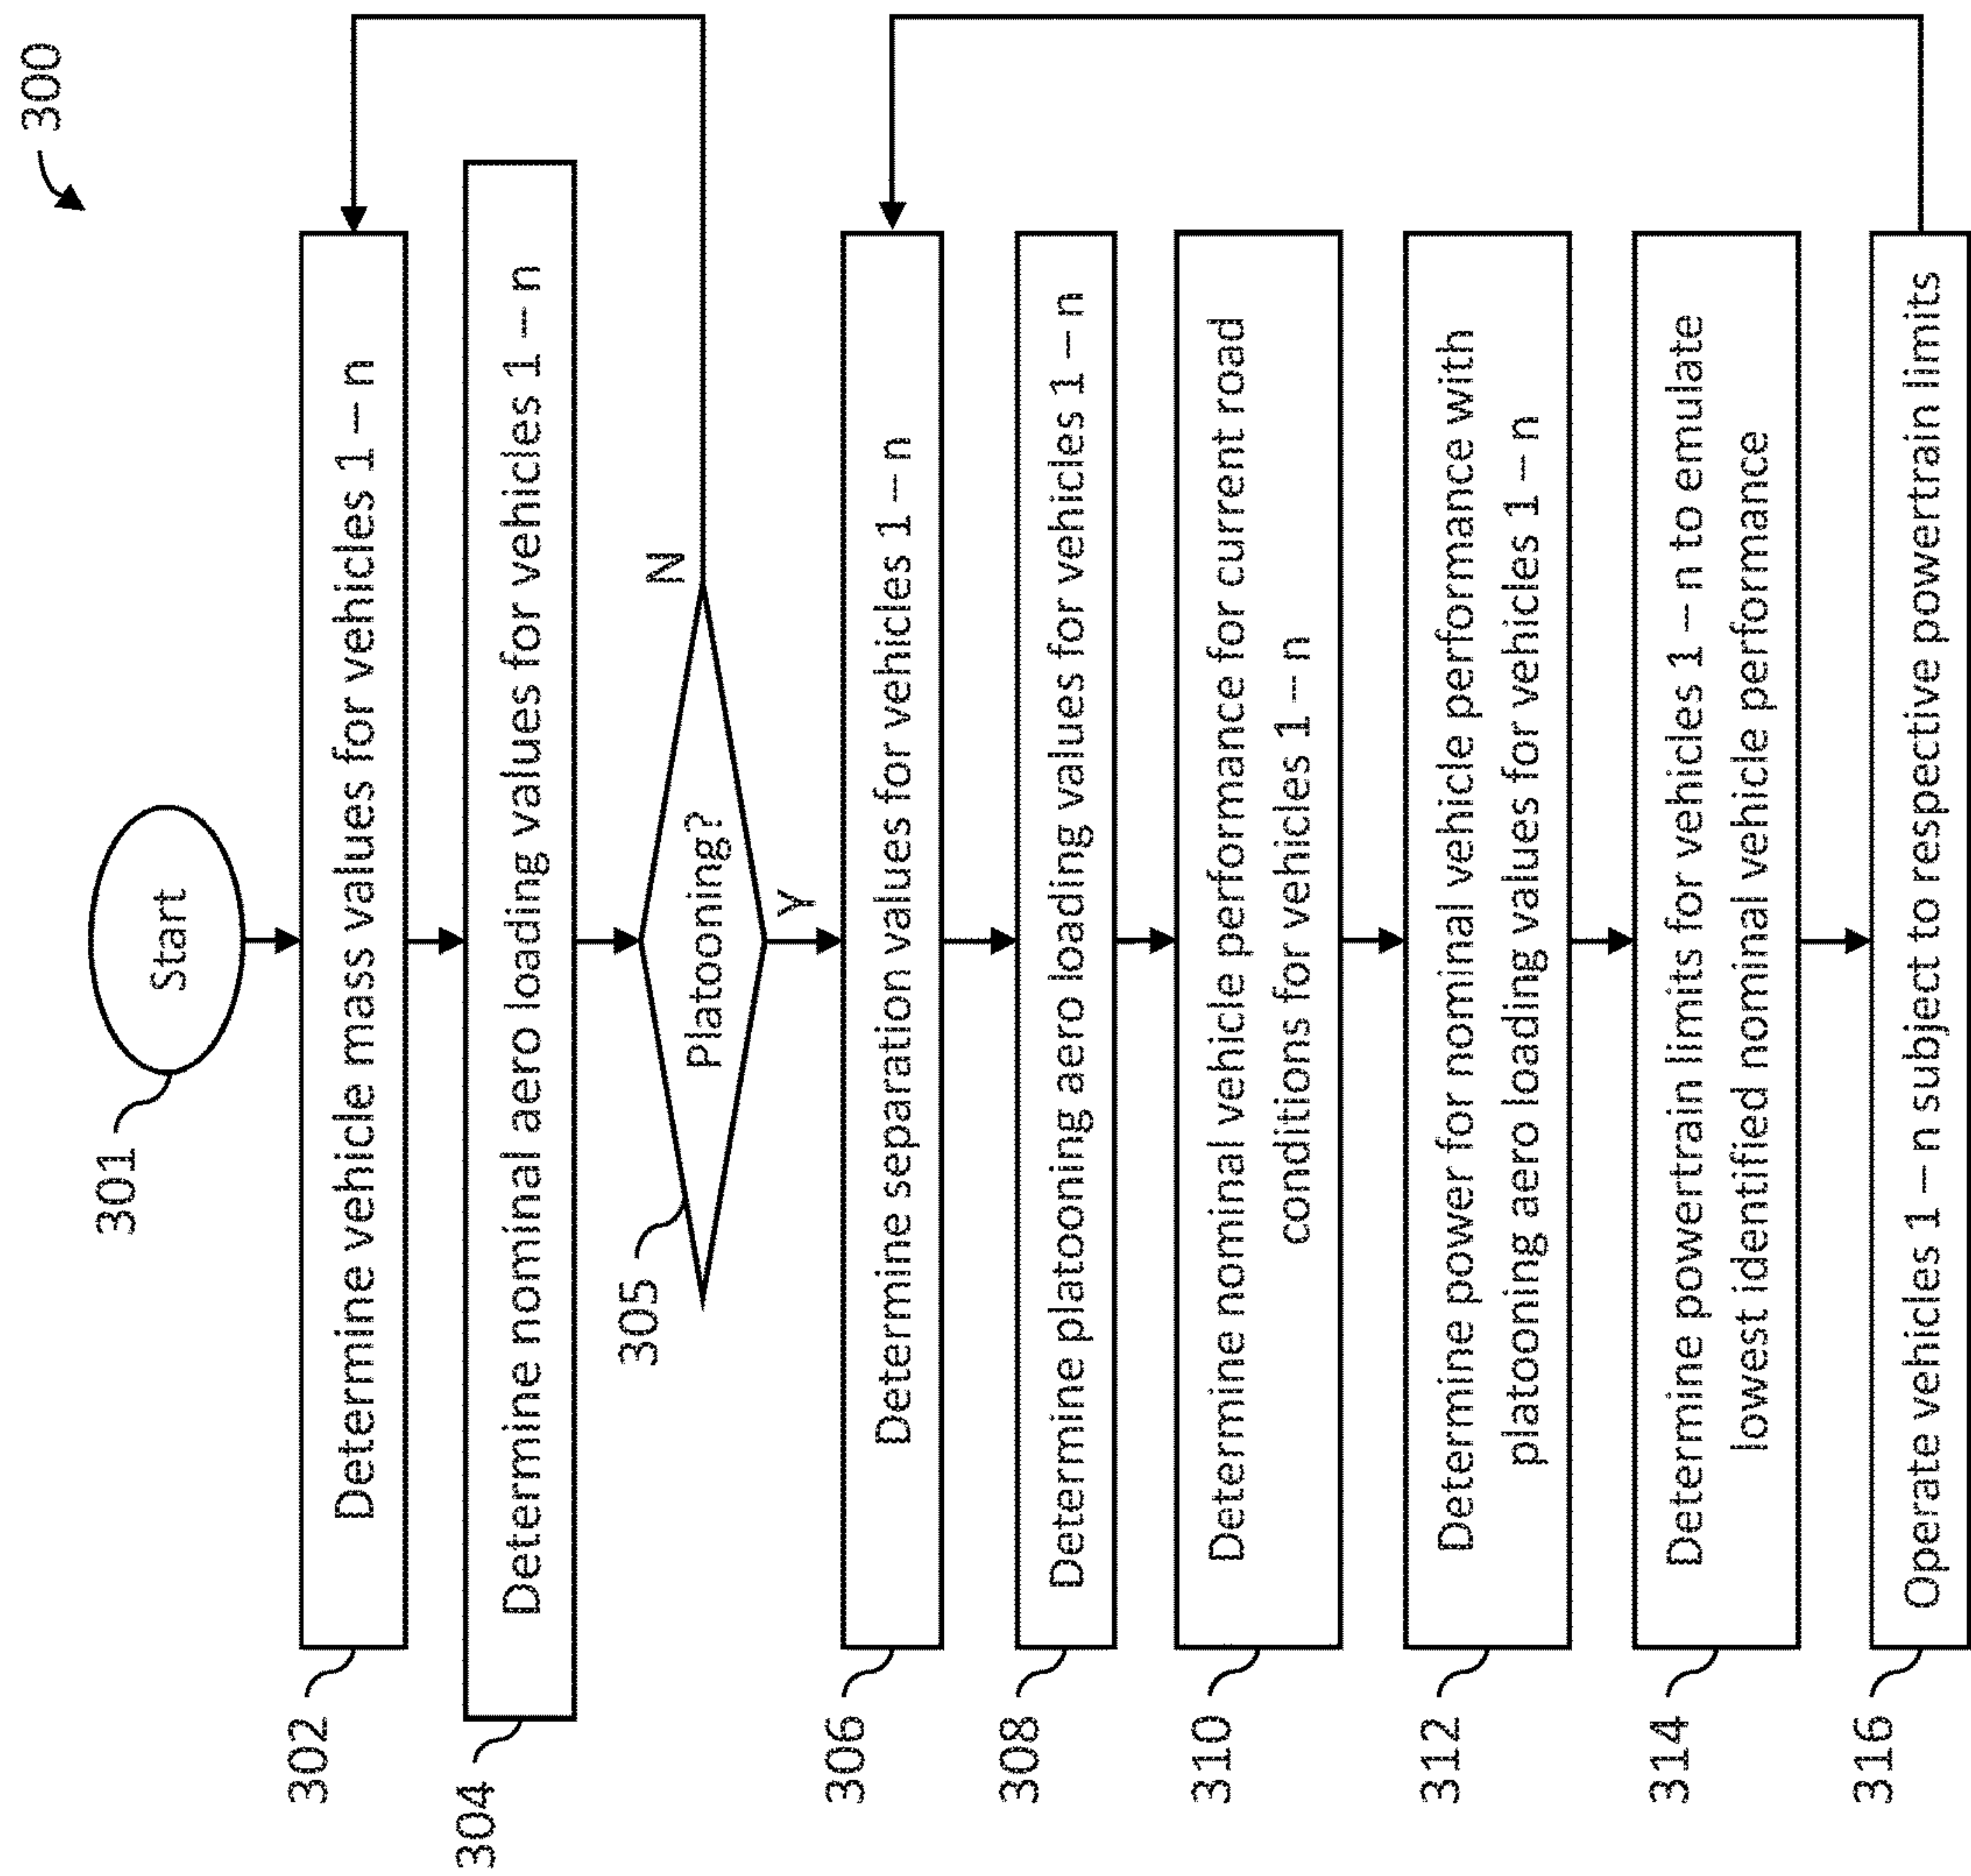 300
301
Start
302
Determine vehicle mass values for vehicles 1 – n
304
Determine nominal aero loading values for vehicles 1 – n
305
Platooning?
N
Y
306
Determine separation values for vehicles 1 – n
308
Determine platooning aero loading values for vehicles 1 – n
310
Determine nominal vehicle performance for current road
conditions for vehicles 1 – n
312
Determine power for nominal vehicle performance with
platooning aero loading values for vehicles 1 – n
314
Determine powertrain limits for vehicles 1 – n to emulate
lowest identified nominal vehicle performance
316
Operate vehicles 1 – n subject to respective powertrain limits